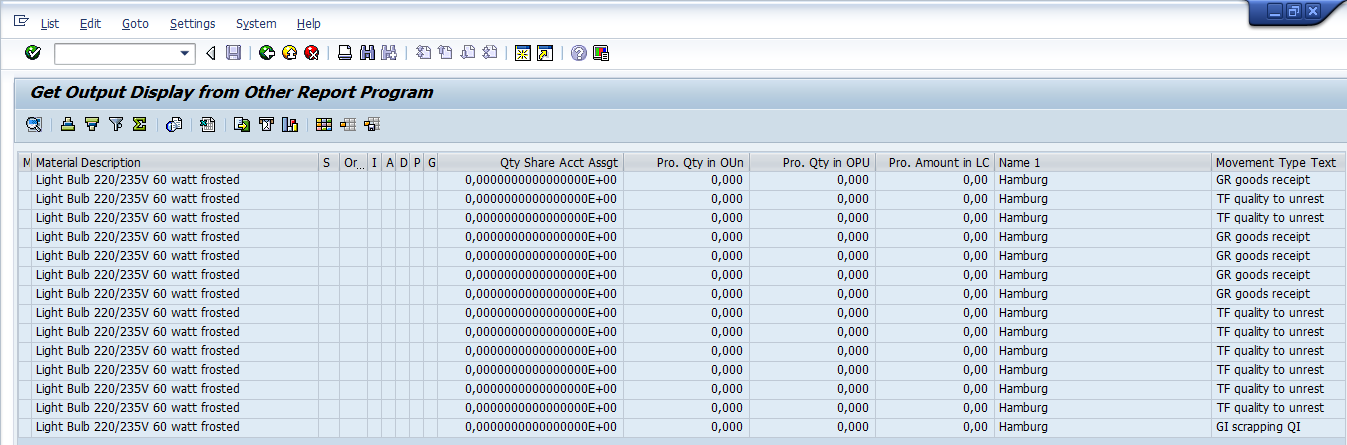 List Edit Goto Settings System Help
Get Output Display from Other Report Program
M Material Description S Or... I A D P G Qty Share Acct Assgt Pro. Qty in OUn Pro. Qty in OPU Pro. Amount in LC Name 1 Movement Type Text
Light Bulb 220/235V 60 watt frosted 0,0000000000000000E+00 0,000 0,000 0,00 Hamburg GR goods receipt
Light Bulb 220/235V 60 watt frosted 0,0000000000000000E+00 0,000 0,000 0,00 Hamburg TF quality to unrest
Light Bulb 220/235V 60 watt frosted 0,0000000000000000E+00 0,000 0,000 0,00 Hamburg TF quality to unrest
Light Bulb 220/235V 60 watt frosted 0,0000000000000000E+00 0,000 0,000 0,00 Hamburg GR goods receipt
Light Bulb 220/235V 60 watt frosted 0,0000000000000000E+00 0,000 0,000 0,00 Hamburg GR goods receipt
Light Bulb 220/235V 60 watt frosted 0,0000000000000000E+00 0,000 0,000 0,00 Hamburg GR goods receipt
Light Bulb 220/235V 60 watt frosted 0,0000000000000000E+00 0,000 0,000 0,00 Hamburg GR goods receipt
Light Bulb 220/235V 60 watt frosted 0,0000000000000000E+00 0,000 0,000 0,00 Hamburg TF quality to unrest
Light Bulb 220/235V 60 watt frosted 0,0000000000000000E+00 0,000 0,000 0,00 Hamburg TF quality to unrest
Light Bulb 220/235V 60 watt frosted 0,0000000000000000E+00 0,000 0,000 0,00 Hamburg TF quality to unrest
Light Bulb 220/235V 60 watt frosted 0,0000000000000000E+00 0,000 0,000 0,00 Hamburg TF quality to unrest
Light Bulb 220/235V 60 watt frosted 0,0000000000000000E+00 0,000 0,000 0,00 Hamburg TF quality to unrest
Light Bulb 220/235V 60 watt frosted 0,0000000000000000E+00 0,000 0,000 0,00 Hamburg TF quality to unrest
Light Bulb 220/235V 60 watt frosted 0,0000000000000000E+00 0,000 0,000 0,00 Hamburg GI scrapping QI